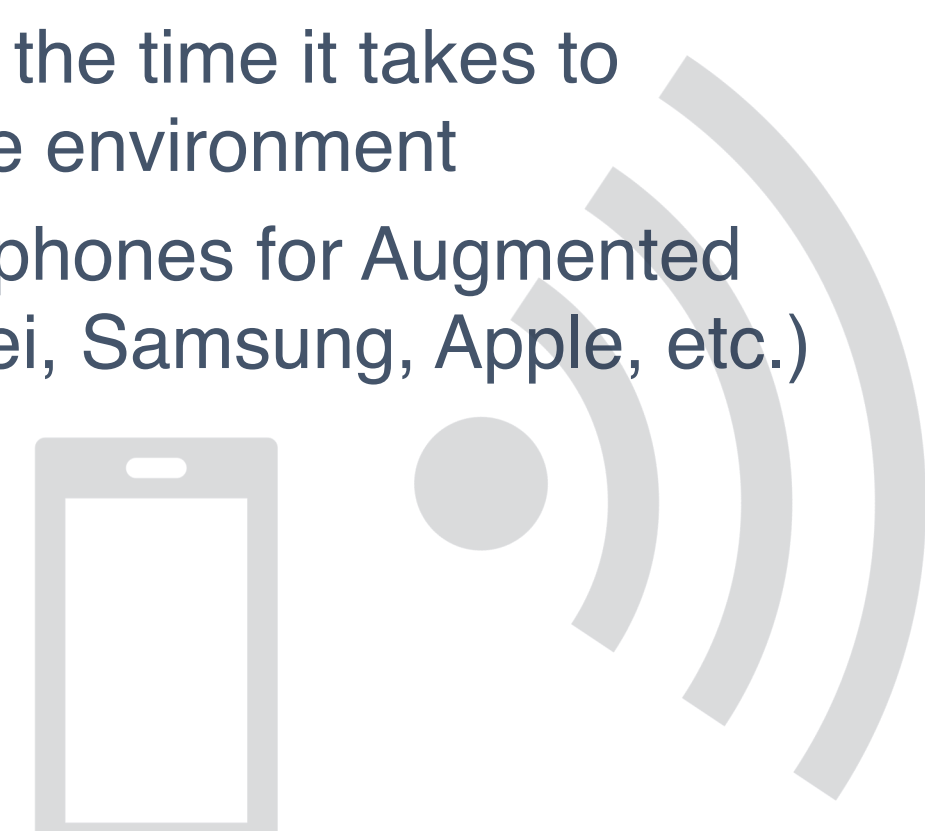 the time it takes to
e environment
phones for Augmented
ei, Samsung, Apple, etc.)